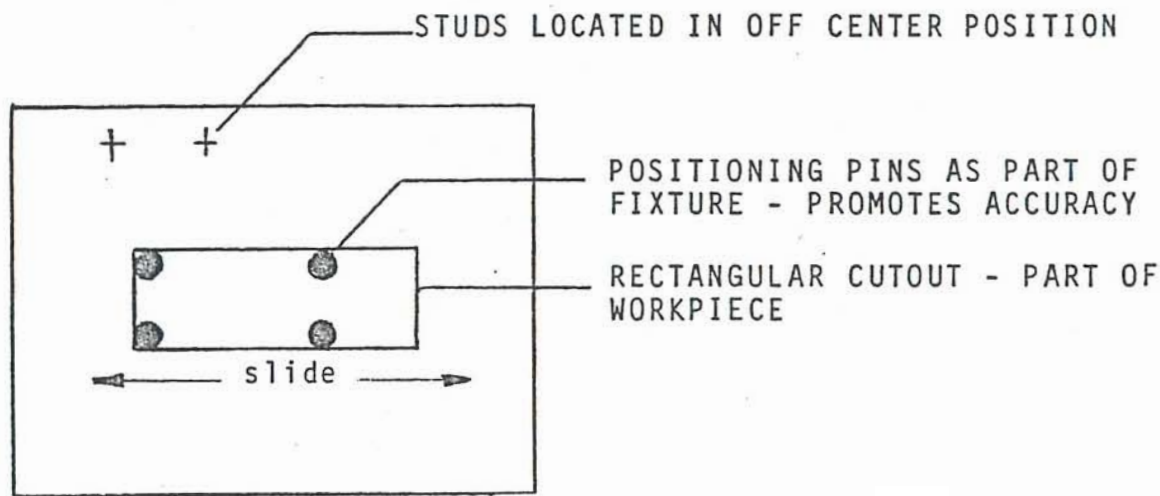 STUDS LOCATED IN OFF CENTER POSITION
POSITIONING PINS AS PART OF
FIXTURE - PROMOTES ACCURACY
RECTANGULAR CUTOUT - PART OF
WORKPIECE
slide